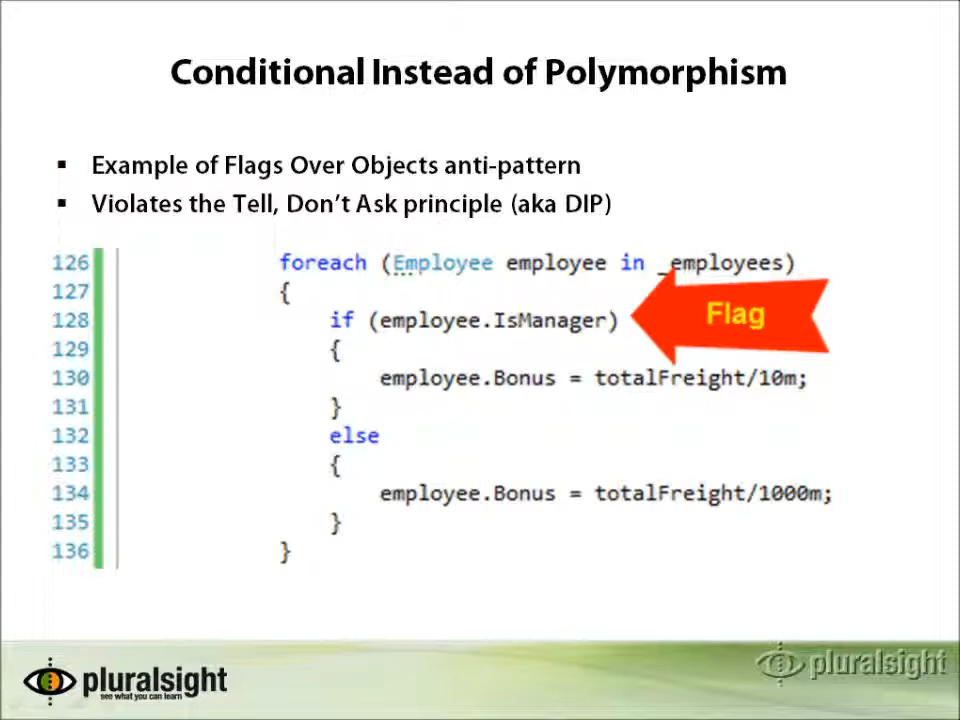 Conditional Instead of Polymorphism
▪ Example of Flags Over Objects anti-pattern
▪ Violates the Tell, Don't Ask principle (aka DIP)
126 foreach (Employee employee in _employees)
127 {
128 if (employee.IsManager)
Flag
129 {
130 employee.Bonus = totalFreight/10m;
131 }
132 else
133 {
134 employee.Bonus = totalFreight/1000m;
135 }
136 }
pluralsight
see what you can learn
pluralsight